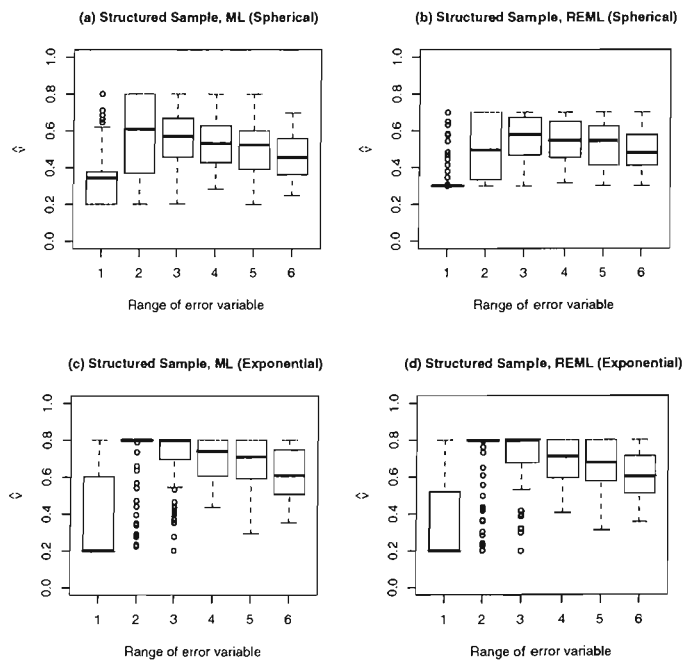 (a) Structured Sample, ML (Spherical)
1.0
0.8
0.6
0.4
0.2
0.0
v̂
1 2 3 4 5 6
Range of error variable
(b) Structured Sample, REML (Spherical)
1.0
0.8
0.6
0.4
0.2
0.0
v̂
1 2 3 4 5 6
Range of error variable
(c) Structured Sample, ML (Exponential)
1.0
0.8
0.6
0.4
0.2
0.0
v̂
1 2 3 4 5 6
Range of error variable
(d) Structured Sample, REML (Exponential)
1.0
0.8
0.6
0.4
0.2
0.0
v̂
1 2 3 4 5 6
Range of error variable